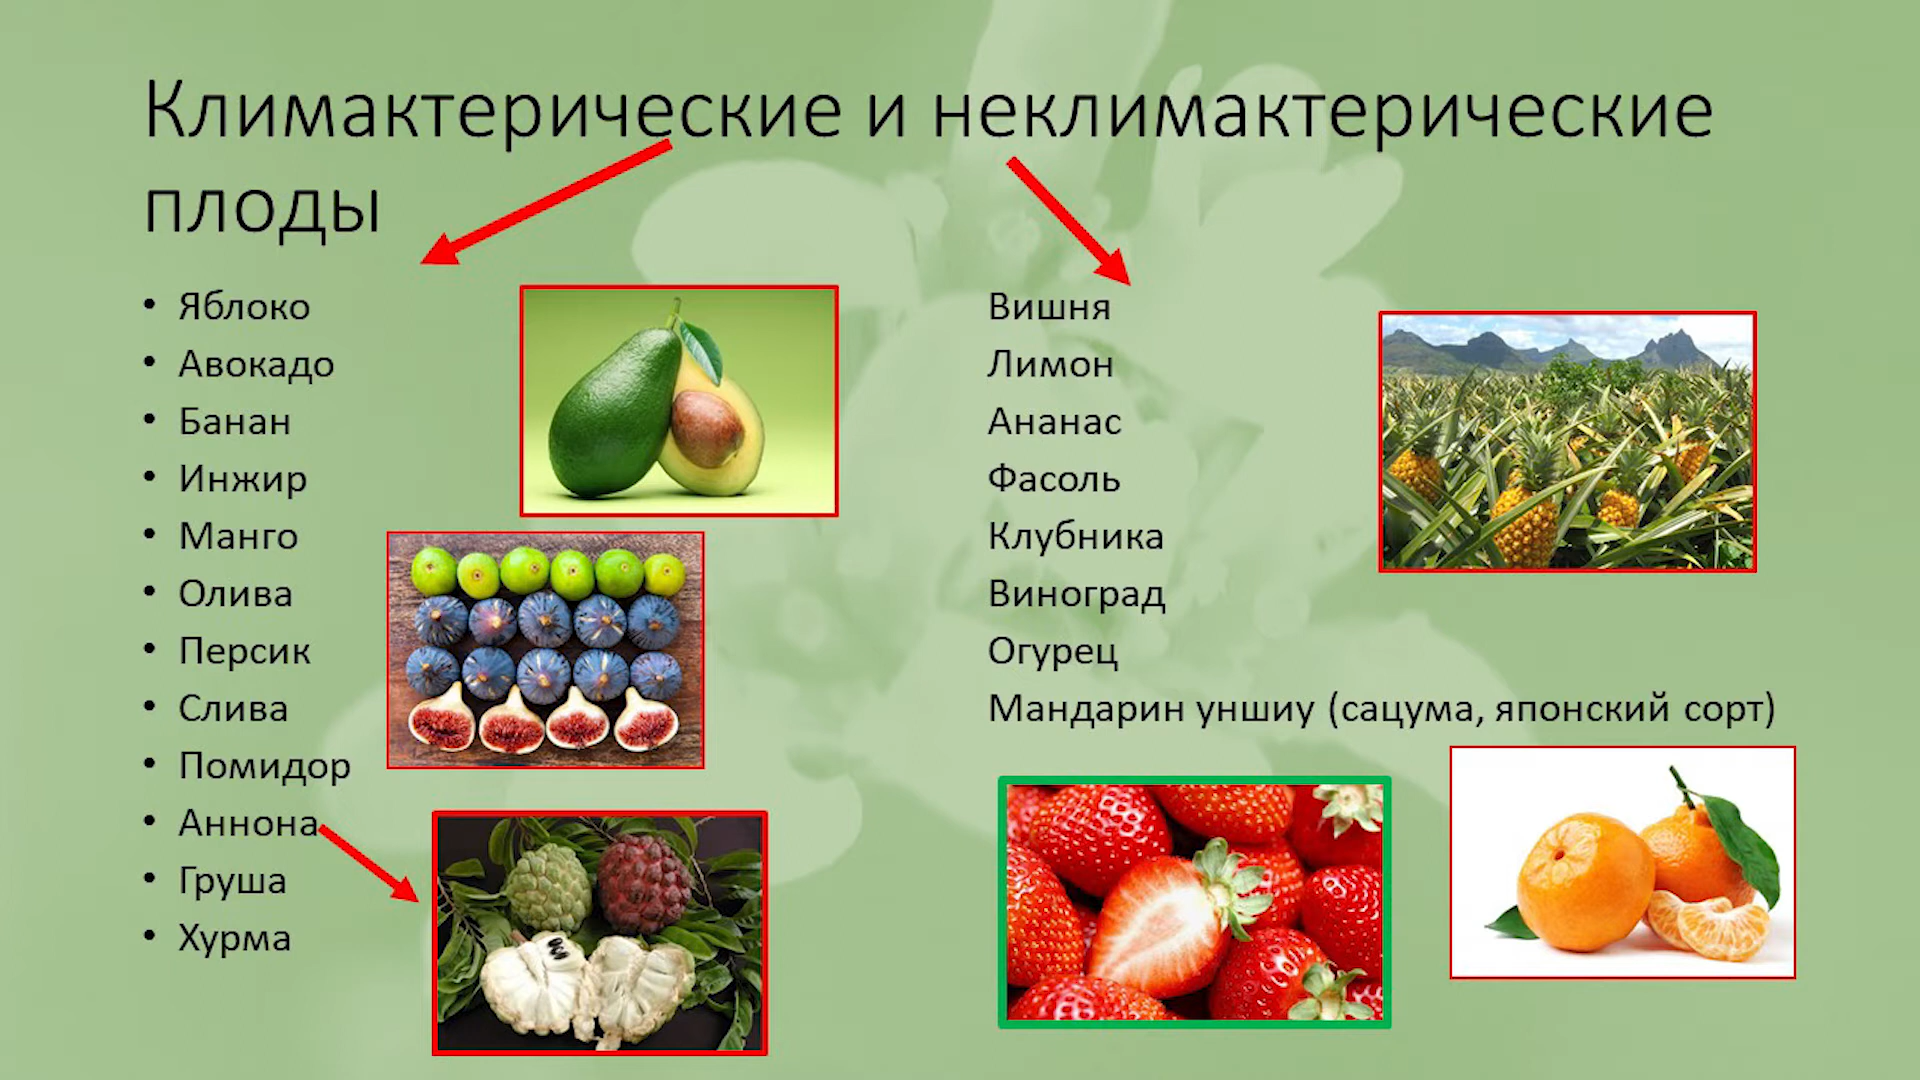 Климактерические и неклимактерические
плоды
• Яблоко
• Авокадо
• Банан
• Инжир
• Манго
• Олива
• Персик
• Слива
• Помидор
• Аннона
• Груша
• Хурма
Вишня
Лимон
Ананас
Фасоль
Клубника
Виноград
Огурец
Мандарин уншиу (сацума, японский сорт)